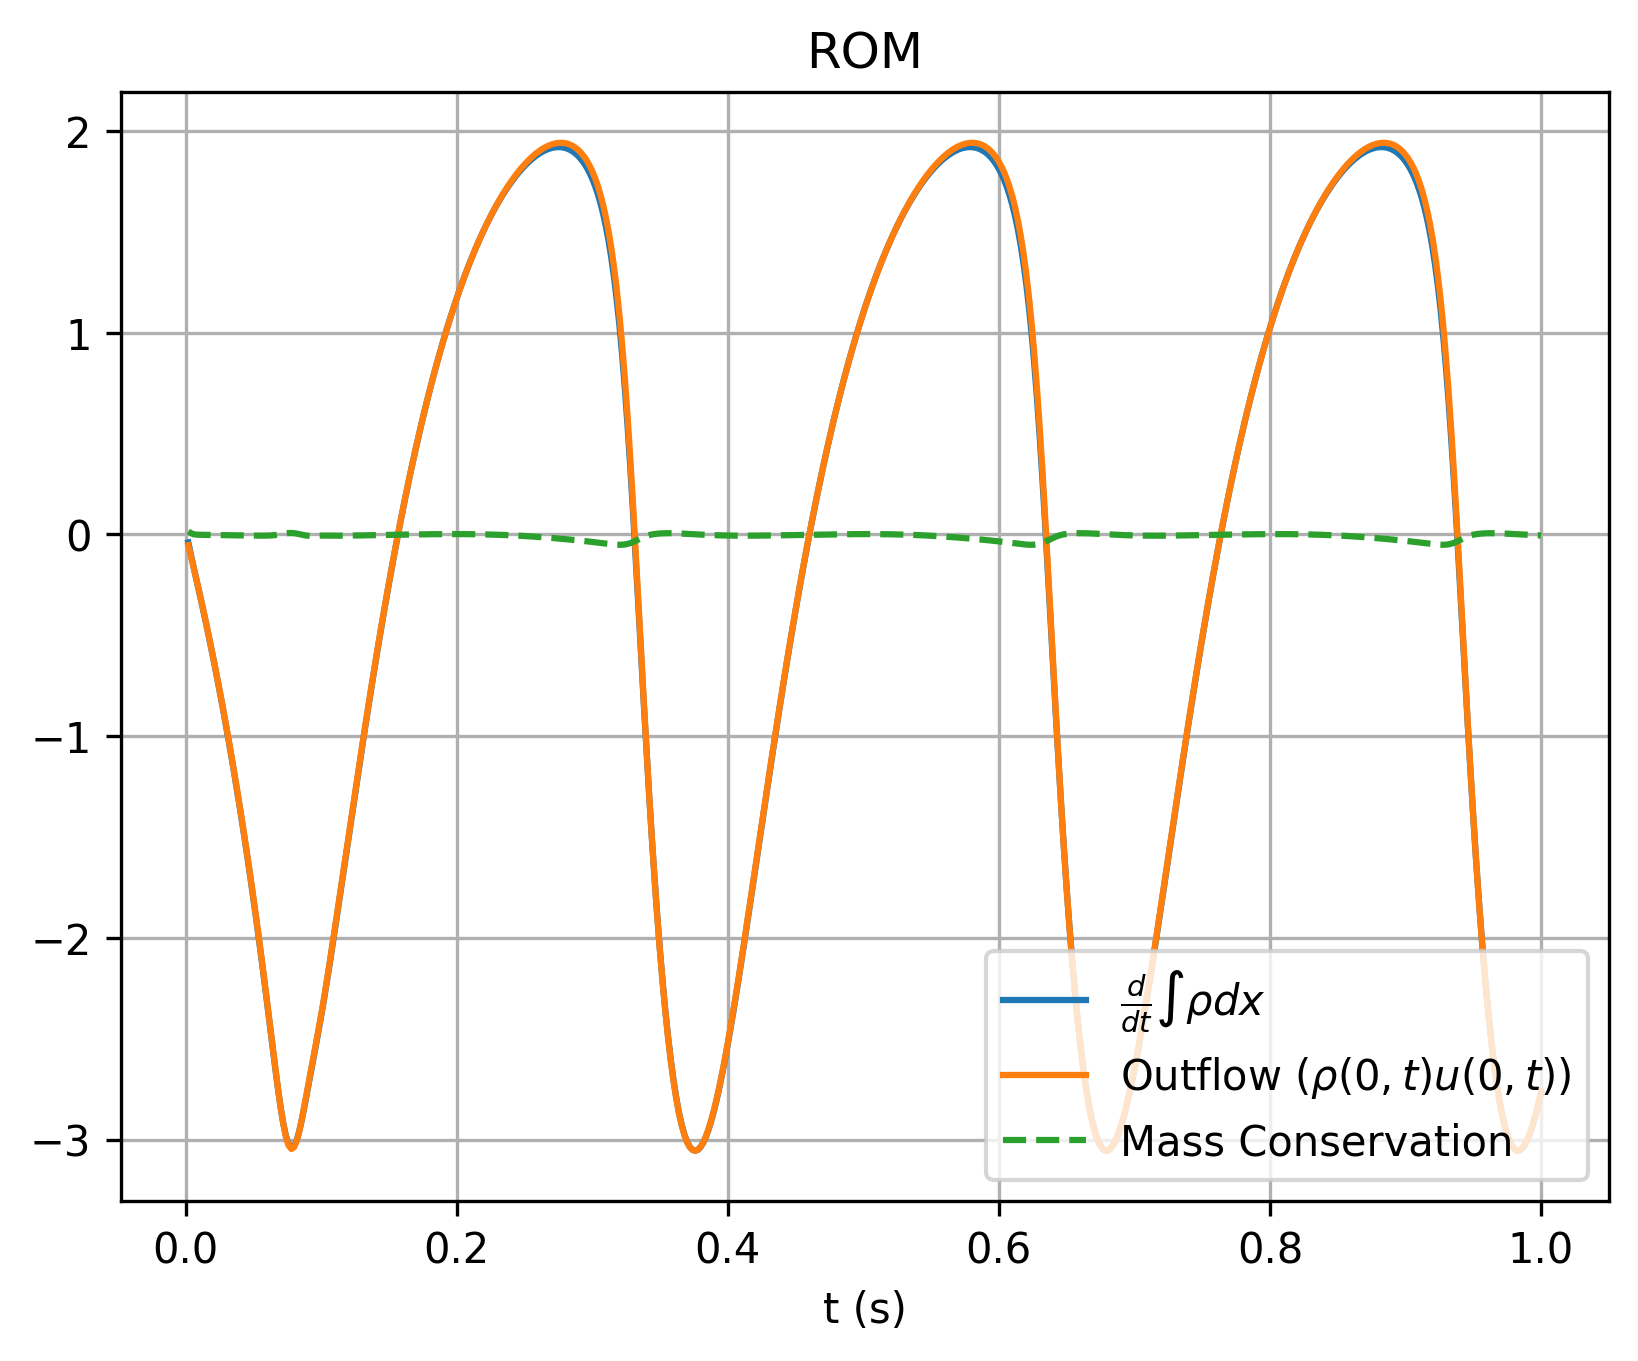 ROM
2
1
0
−1
−2
−3
d/dt ∫ρdx
Outflow (ρ(0, t)u(0, t))
Mass Conservation
0.0 0.2 0.4 0.6 0.8 1.0
t (s)